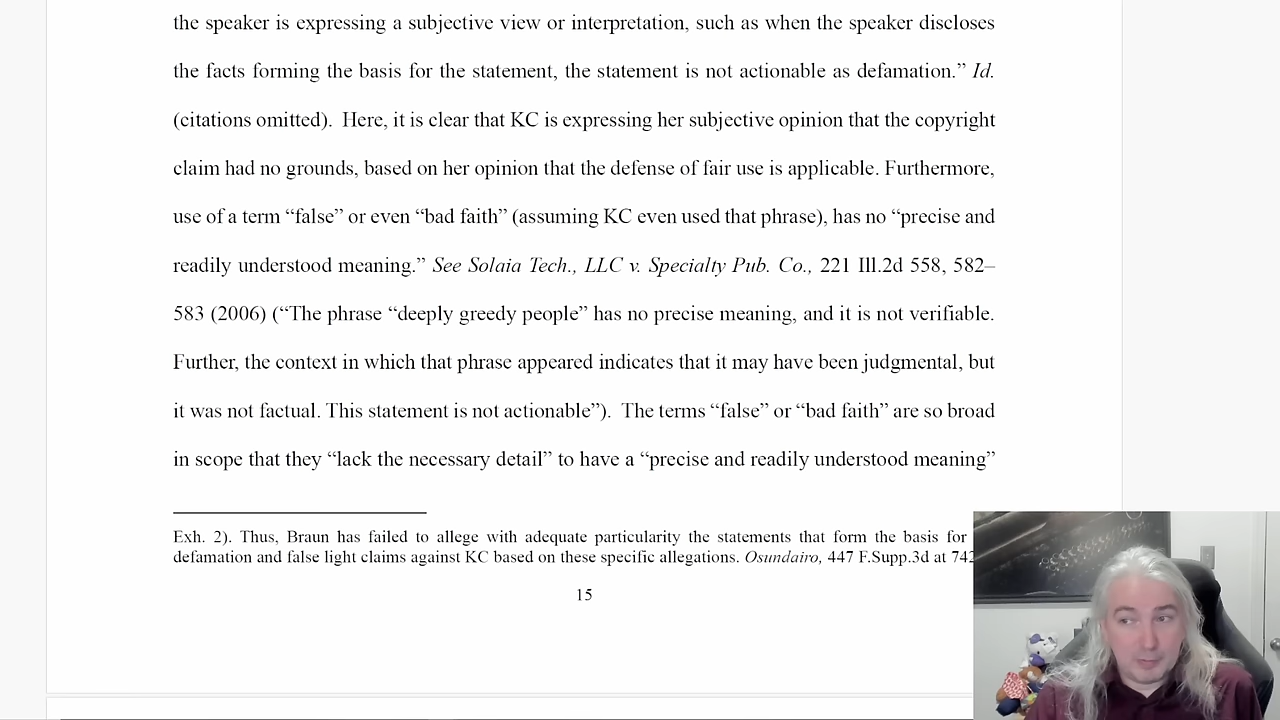 the speaker is expressing a subjective view or interpretation, such as when the speaker discloses
the facts forming the basis for the statement, the statement is not actionable as defamation.” Id.
(citations omitted).  Here, it is clear that KC is expressing her subjective opinion that the copyright
claim had no grounds, based on her opinion that the defense of fair use is applicable. Furthermore,
use of a term “false” or even “bad faith” (assuming KC even used that phrase), has no “precise and
readily understood meaning.” See Solaia Tech., LLC v. Specialty Pub. Co., 221 Ill.2d 558, 582–
583 (2006) (“The phrase “deeply greedy people” has no precise meaning, and it is not verifiable.
Further, the context in which that phrase appeared indicates that it may have been judgmental, but
it was not factual. This statement is not actionable”).  The terms “false” or “bad faith” are so broad
in scope that they “lack the necessary detail” to have a “precise and readily understood meaning”
Exh. 2). Thus, Braun has failed to allege with adequate particularity the statements that form the basis for
defamation and false light claims against KC based on these specific allegations. Osundairo, 447 F.Supp.3d at 742
15